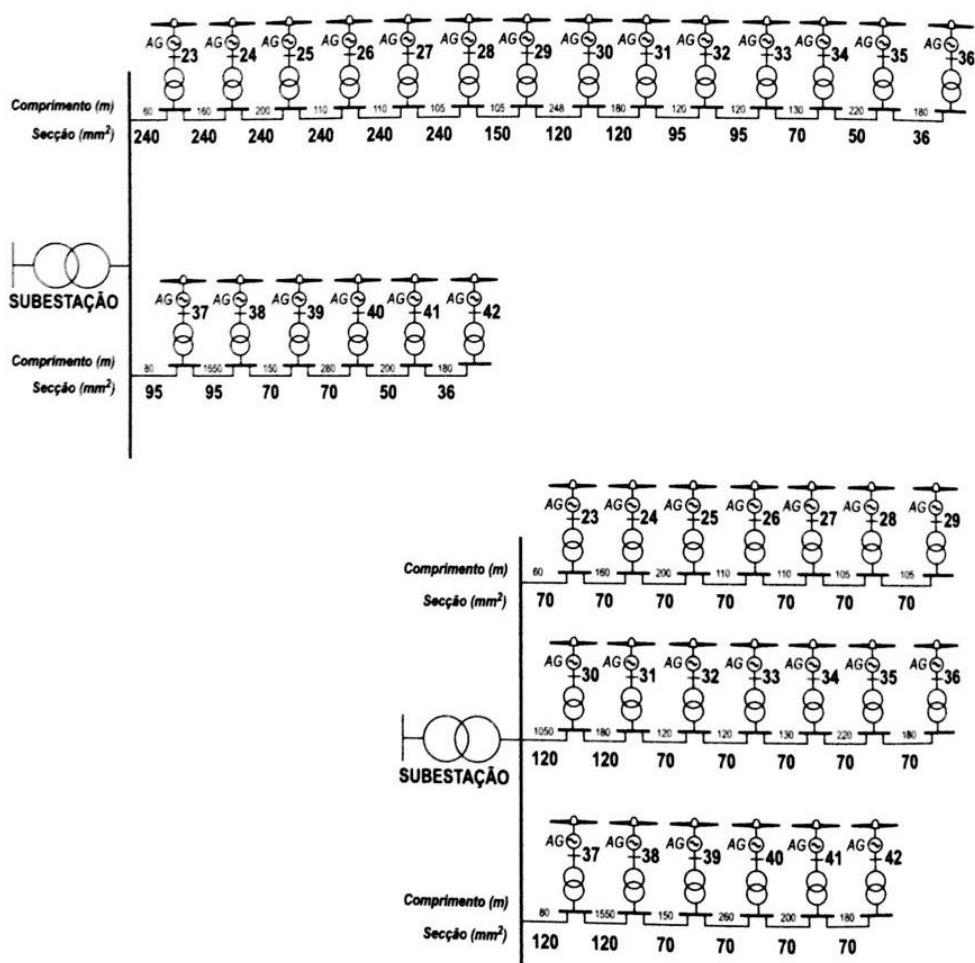 AG AG AG AG AG AG AG AG AG AG AG AG AG AG
23 24 25 26 27 28 29 30 31 32 33 34 35 36
Comprimento (m) 60 160 200 110 110 105 105 248 180 120 120 130 220 180
Secção (mm²) 240 240 240 240 240 240 150 120 120 95 95 70 50 36
SUBESTAÇÃO
AG AG AG AG AG AG
37 38 39 40 41 42
Comprimento (m) 80 1550 150 280 200 180
Secção (mm²) 95 95 70 70 50 36
AG AG AG AG AG AG AG
23 24 25 26 27 28 29
Comprimento (m) 60 160 200 110 110 105 105
Secção (mm²) 70 70 70 70 70 70 70
AG AG AG AG AG AG AG
30 31 32 33 34 35 36
1050 180 120 120 130 220 180
120 120 70 70 70 70 70
SUBESTAÇÃO
AG AG AG AG AG AG
37 38 39 40 41 42
Comprimento (m) 80 1550 150 260 200 180
Secção (mm²) 120 120 70 70 70 70